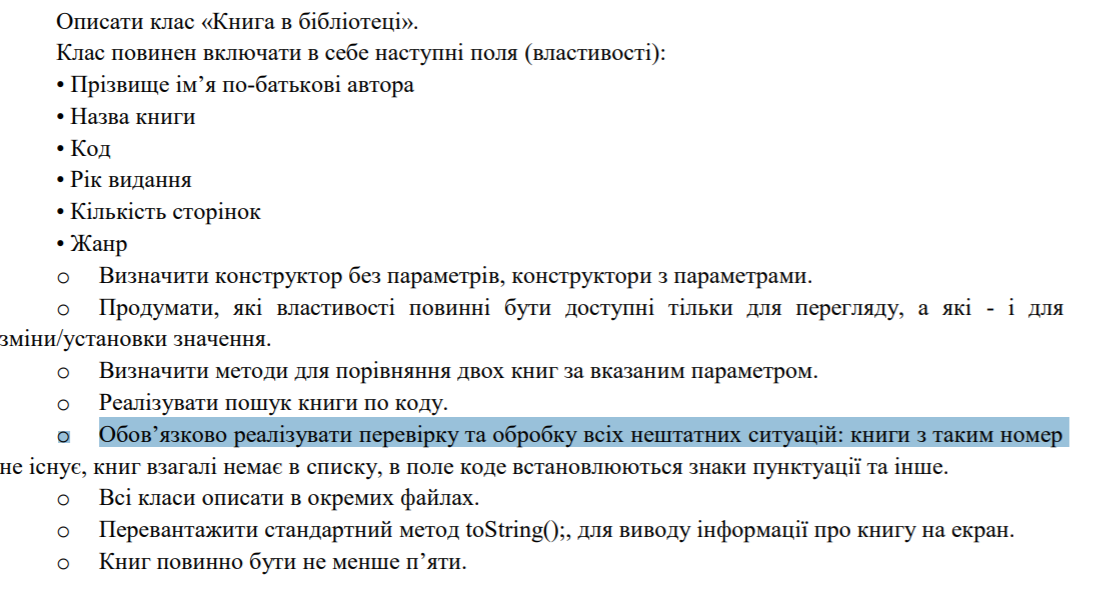 Описати клас «Книга в бібліотеці».
Клас повинен включати в себе наступні поля (властивості):
• Прізвище ім’я по-батькові автора
• Назва книги
• Код
• Рік видання
• Кількість сторінок
• Жанр
o Визначити конструктор без параметрів, конструктори з параметрами.
o Продумати, які властивості повинні бути доступні тільки для перегляду, а які - і для
зміни/установки значення.
o Визначити методи для порівняння двох книг за вказаним параметром.
o Реалізувати пошук книги по коду.
o Обов’язково реалізувати перевірку та обробку всіх нештатних ситуацій: книги з таким номер
не існує, книг взагалі немає в списку, в поле коде встановлюються знаки пунктуації та інше.
o Всі класи описати в окремих файлах.
o Перевантажити стандартний метод toString();, для виводу інформації про книгу на екран.
o Книг повинно бути не менше п’яти.